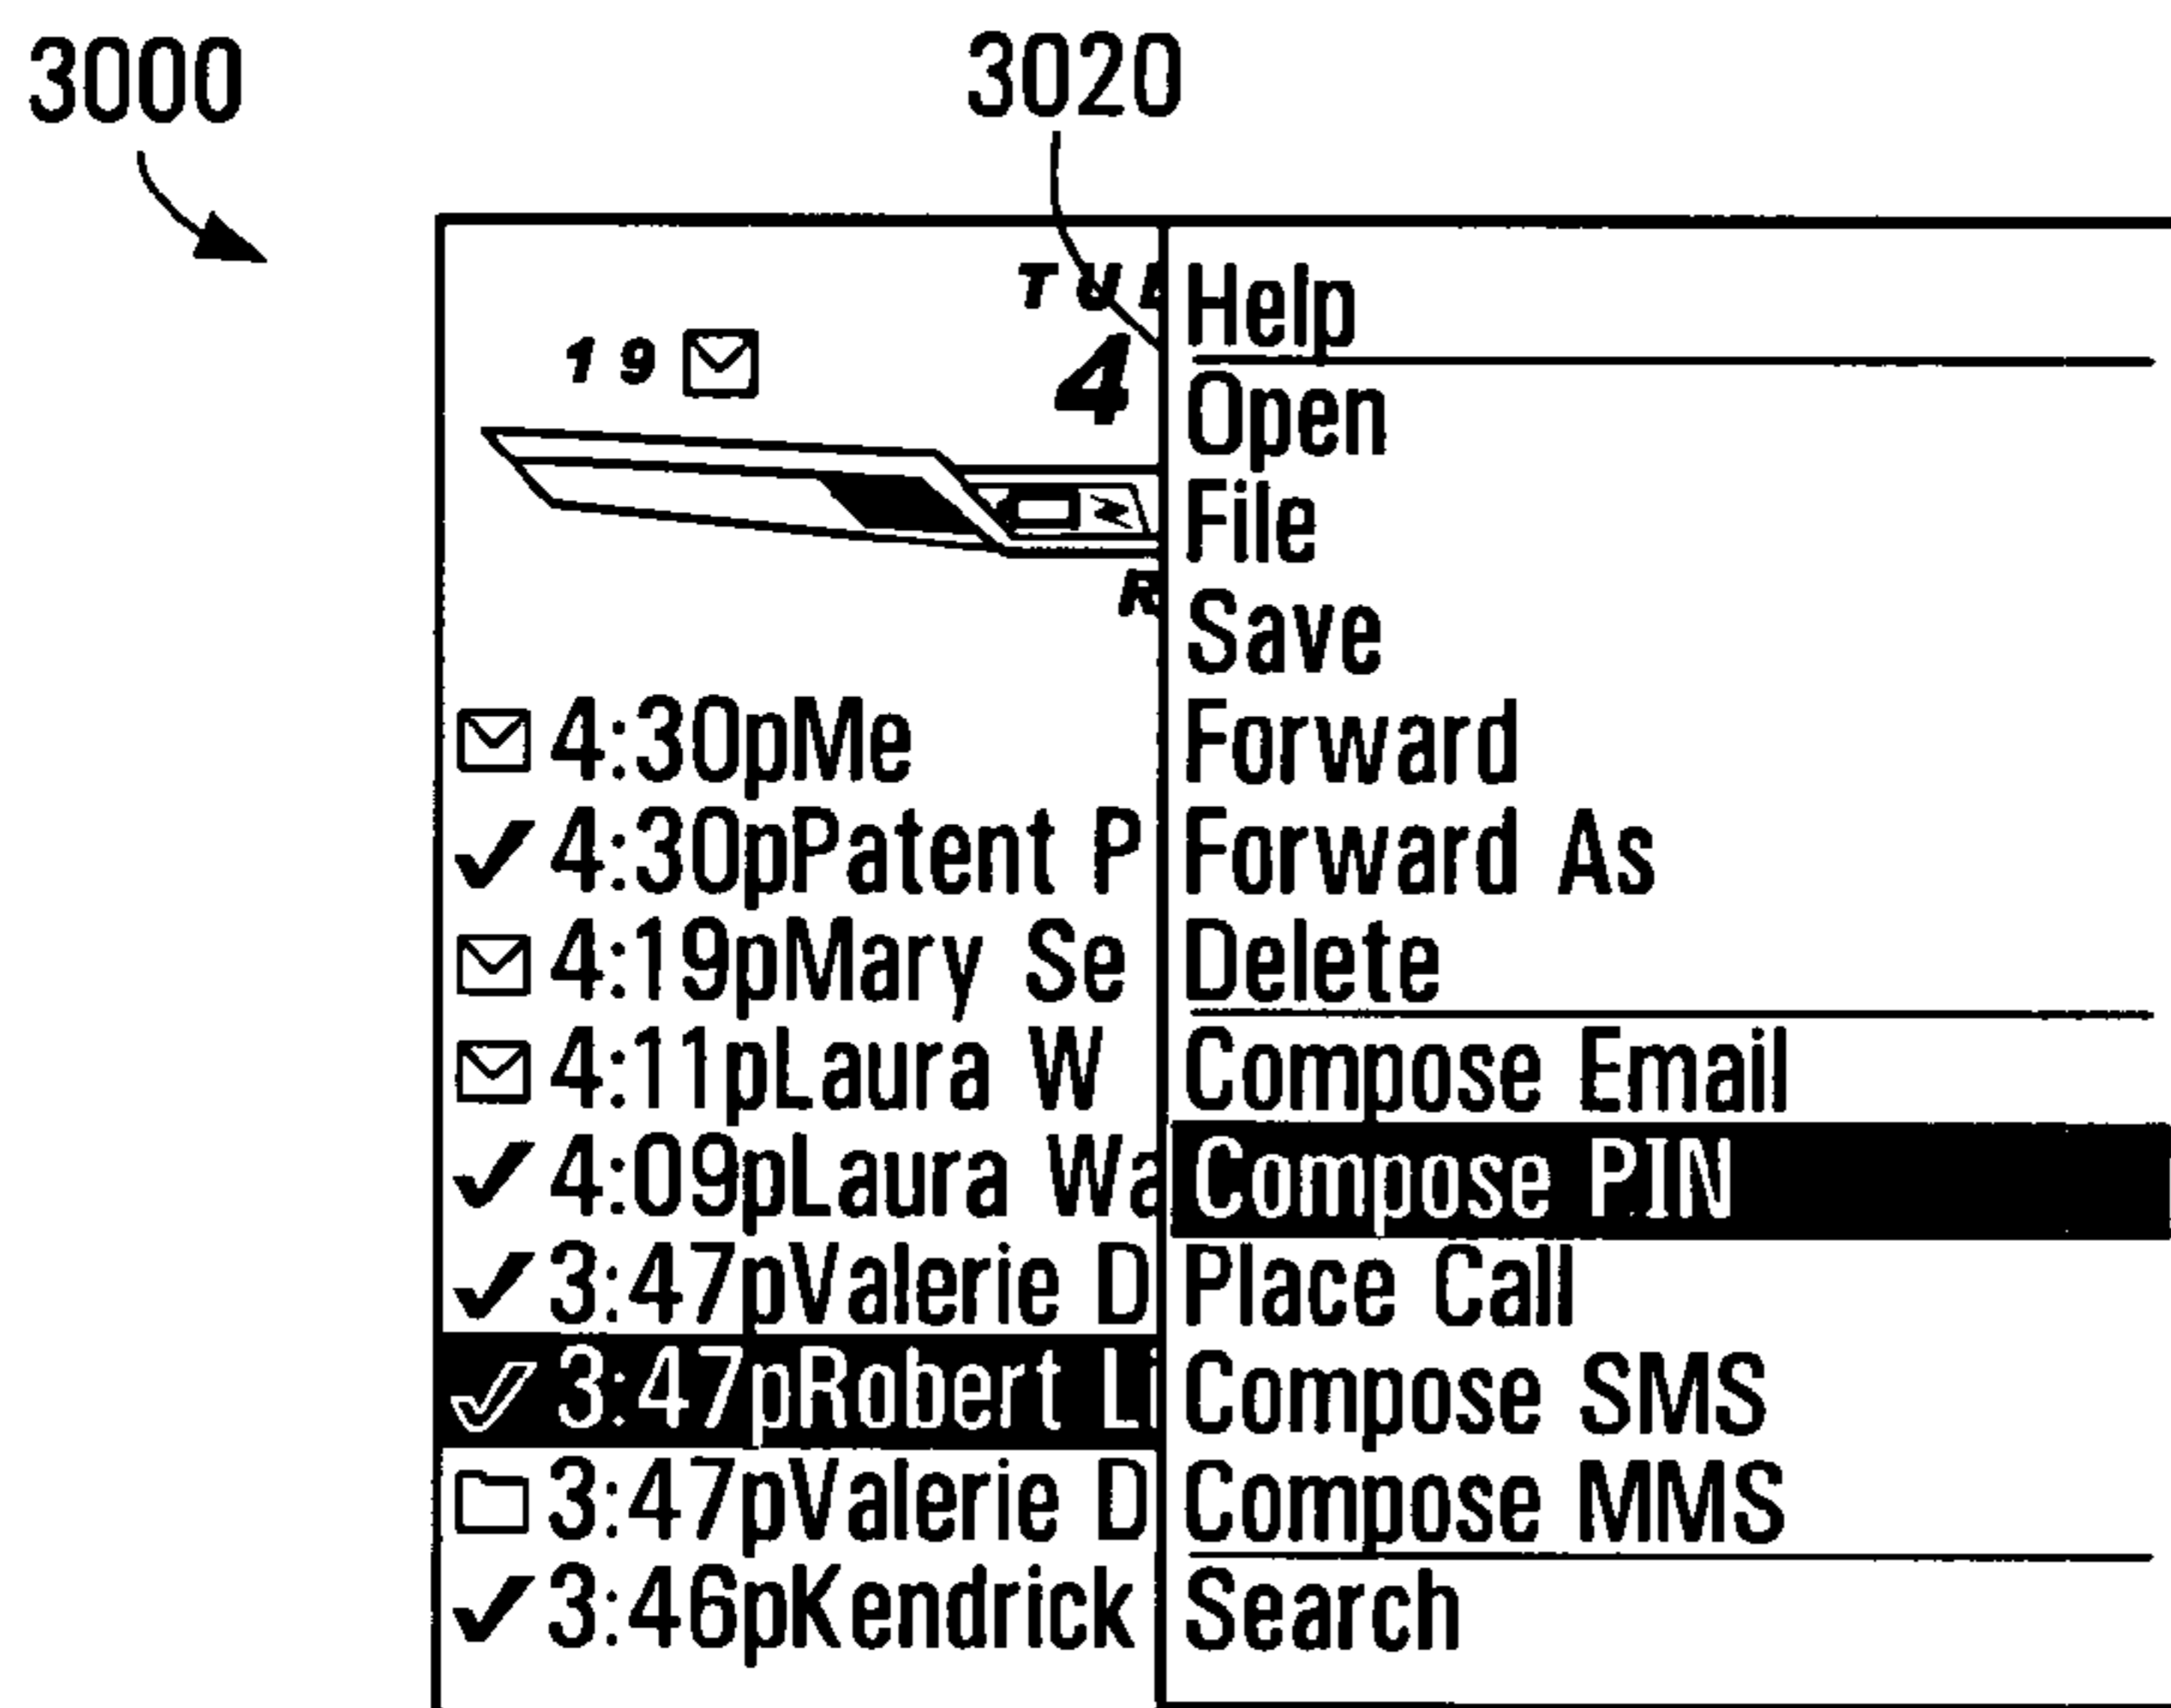 3000
3020
19
4
4:30pMe
4:30pPatent P
4:19pMary Se
4:11pLaura W
4:09pLaura Wa
3:47pValerie D
3:47pRobert Li
3:47pValerie D
3:46pKendrick
Help
Open
File
Save
Forward
Forward As
Delete
Compose Email
Compose PIN
Place Call
Compose SMS
Compose MMS
Search